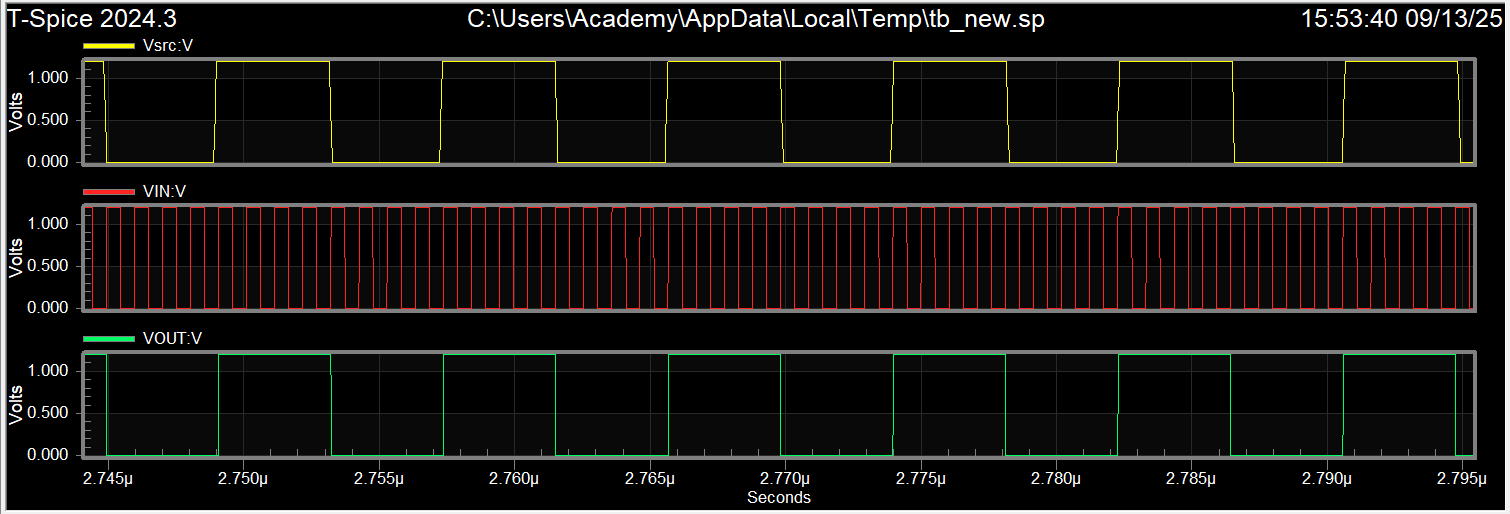 T-Spice 2024.3 C:\Users\Academy\AppData\Local\Temp\tb_new.sp 15:53:40 09/13/25
Vsrc:V
1.000
Volts
0.500
0.000
VIN:V
1.000
Volts
0.500
0.000
VOUT:V
1.000
Volts
0.500
0.000
2.745µ 2.750µ 2.755µ 2.760µ 2.765µ 2.770µ 2.775µ 2.780µ 2.785µ 2.790µ 2.795µ
Seconds